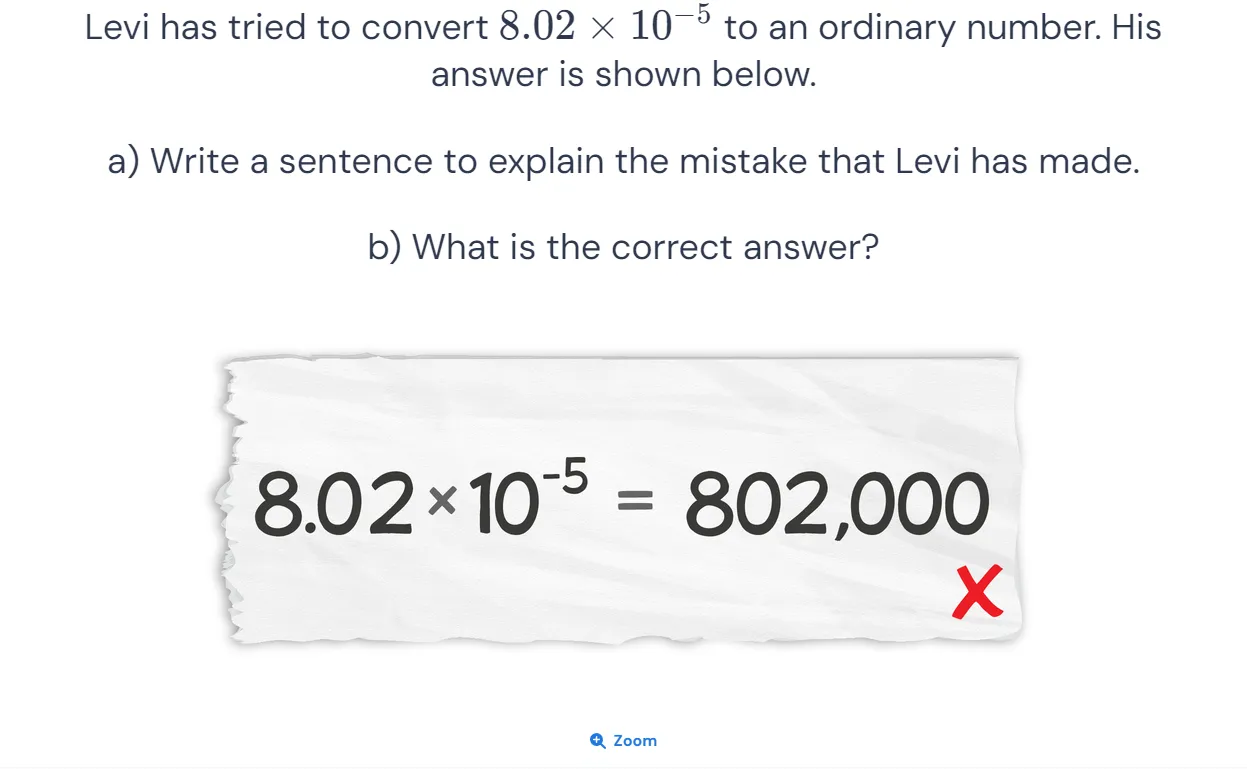 Levi has tried to convert 8.02 × 10⁻⁵ to an ordinary number. His
answer is shown below.
a) Write a sentence to explain the mistake that Levi has made.
b) What is the correct answer?
8.02 × 10⁻⁵ = 802,000
Zoom